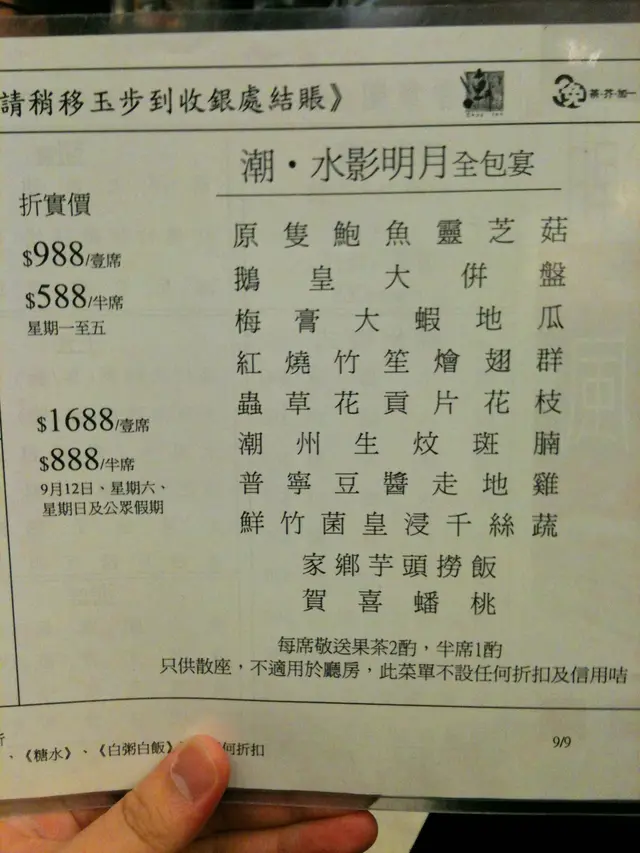 請稍移玉步到收銀處結賬》
免茶·芥·加一
潮·水影明月全包宴
折實價
$988/壹席
$588/半席
星期一至五
$1688/壹席
$888/半席
9月12日、星期六、
星期日及公眾假期
原隻鮑魚靈芝菇
鵝皇大併盤
梅膏大蝦地瓜
紅燒竹笙燴翅群
蟲草花貢片花枝
潮州生炆斑腩
普寧豆醬走地雞
鮮竹菌皇浸千絲蔬
家鄉芋頭撈飯
賀喜蟠桃
每席敬送果茶2酌，半席1酌
只供散座，不適用於廳房，此菜單不設任何折扣及信用咭
、《糖水》、《白粥白飯》
何折扣
9/9